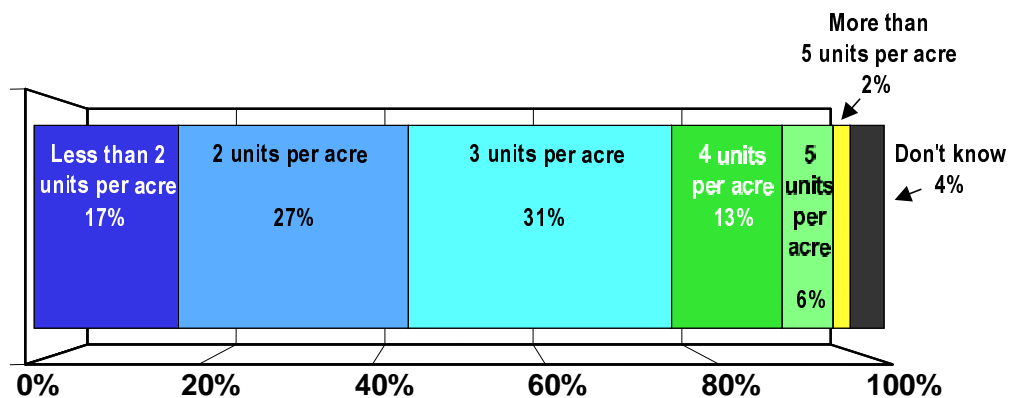 More than
5 units per acre
2%
Less than 2
units per acre
17%
2 units per acre
27%
3 units per acre
31%
4 units
per acre
13%
5
units
per
acre
6%
Don't know
4%
0%
20%
40%
60%
80%
100%